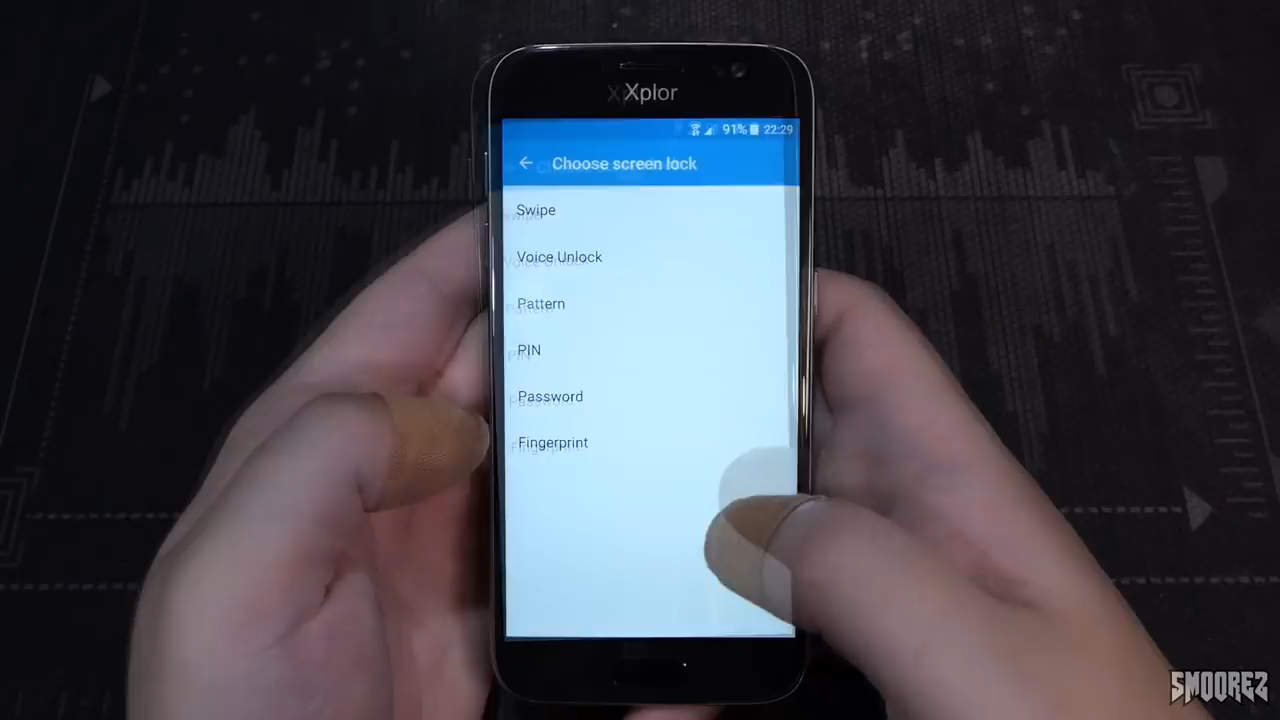 Xplor
91% 22:29
Choose screen lock
Swipe
Voice Unlock
Pattern
PIN
Password
Fingerprint
SMOOREZ